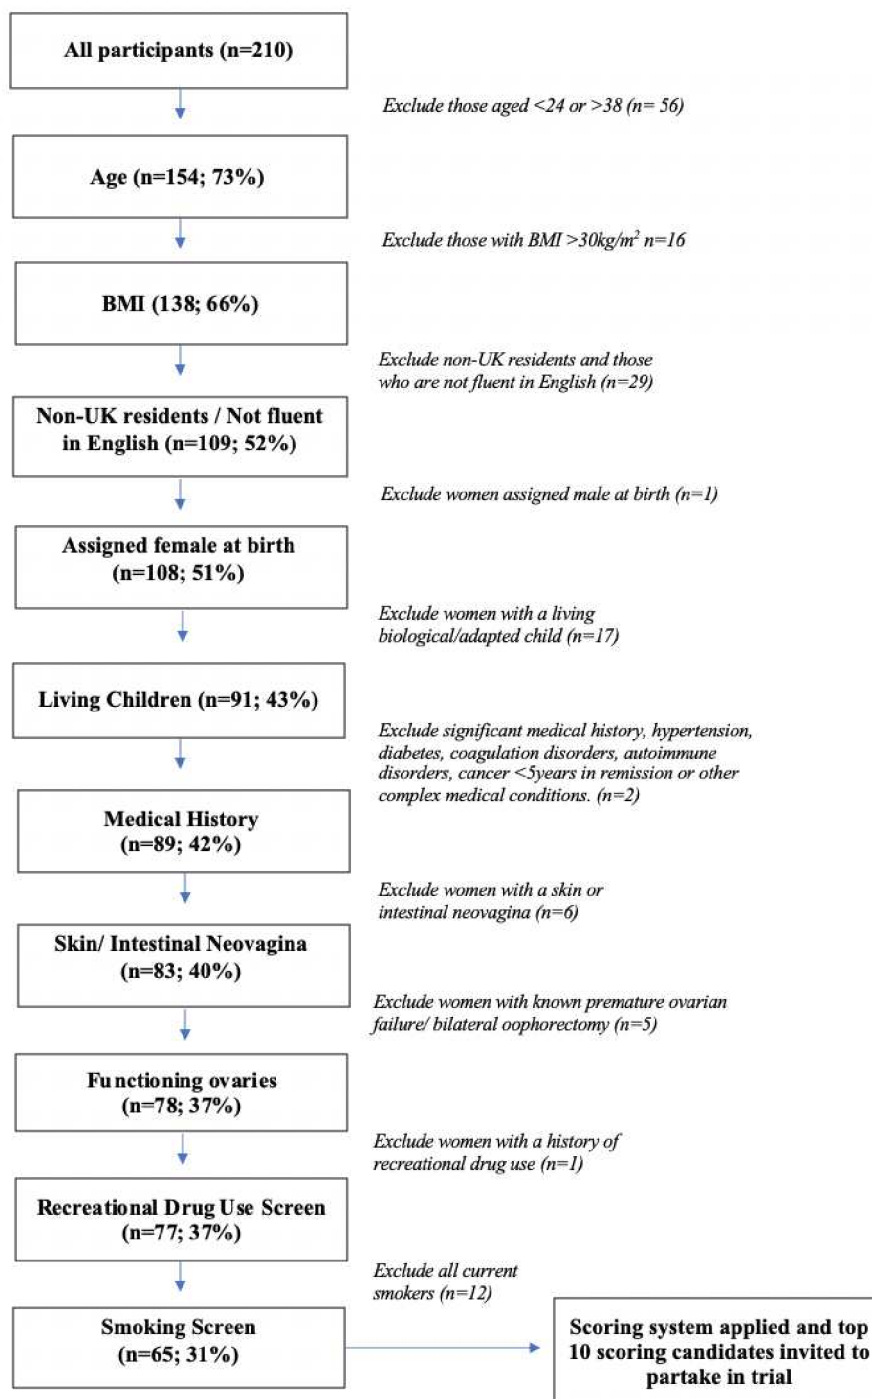 All participants (n=210)
Exclude those aged <24 or >38 (n= 56)
Age (n=154; 73%)
Exclude those with BMI >30kg/m² n=16
BMI (138; 66%)
Exclude non-UK residents and those
who are not fluent in English (n=29)
Non-UK residents / Not fluent
in English (n=109; 52%)
Exclude women assigned male at birth (n=1)
Assigned female at birth
(n=108; 51%)
Exclude women with a living
biological/adapted child (n=17)
Living Children (n=91; 43%)
Exclude significant medical history, hypertension,
diabetes, coagulation disorders, autoimmune
disorders, cancer <5years in remission or other
complex medical conditions. (n=2)
Medical History
(n=89; 42%)
Exclude women with a skin or
intestinal neovagina (n=6)
Skin/ Intestinal Neovagina
(n=83; 40%)
Exclude women with known premature ovarian
failure/ bilateral oophorectomy (n=5)
Functioning ovaries
(n=78; 37%)
Exclude women with a history of
recreational drug use (n=1)
Recreational Drug Use Screen
(n=77; 37%)
Exclude all current
smokers (n=12)
Smoking Screen
(n=65; 31%)
Scoring system applied and top
10 scoring candidates invited to
partake in trial